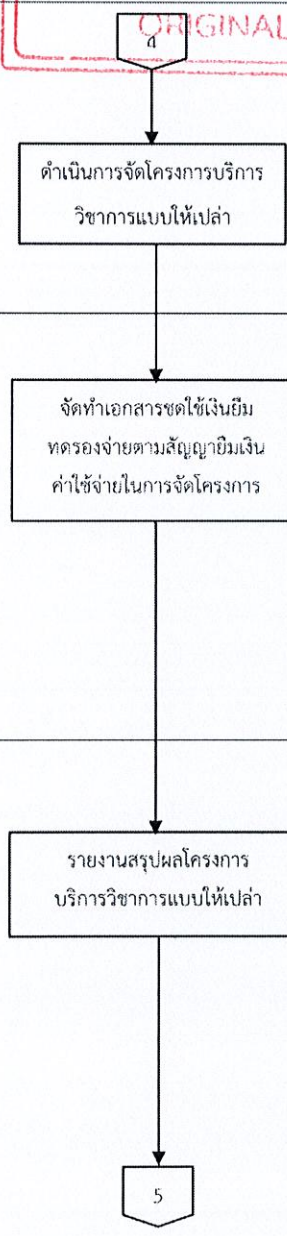 ORIGINAL
4
ดำเนินการจัดโครงการบริการ
วิชาการแบบให้เปล่า
จัดทำเอกสารชดใช้เงินยืม
ทดรองจ่ายตามสัญญายืมเงิน
ค่าใช้จ่ายในการจัดโครงการ
รายงานสรุปผลโครงการ
บริการวิชาการแบบให้เปล่า
5